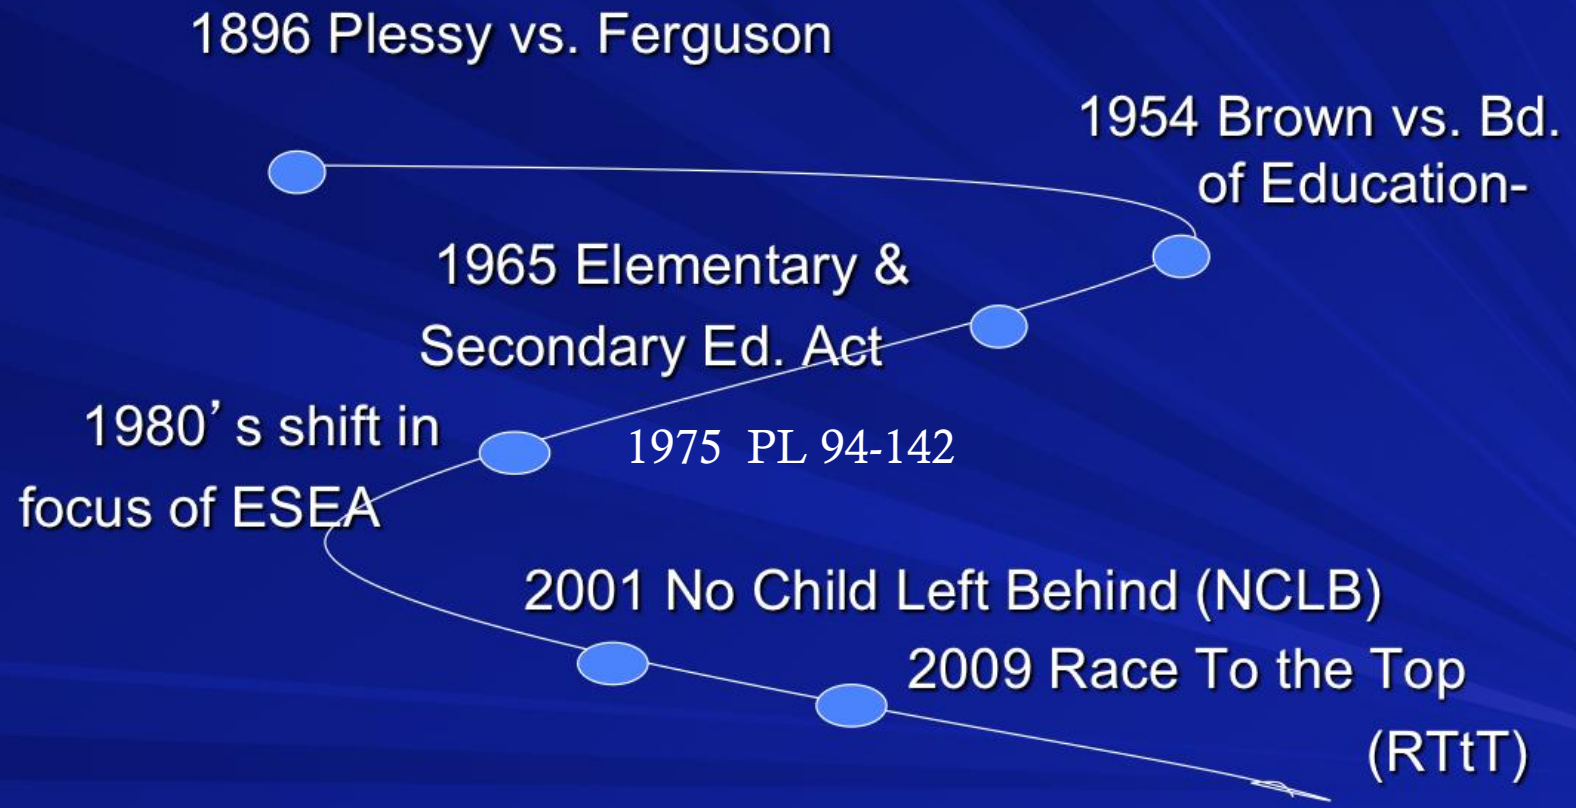 1896 Plessy vs. Ferguson
1954 Brown vs. Bd.
of Education-
1965 Elementary &
Secondary Ed. Act
1980’s shift in
focus of ESEA
1975 PL 94-142
2001 No Child Left Behind (NCLB)
2009 Race To the Top
(RTtT)